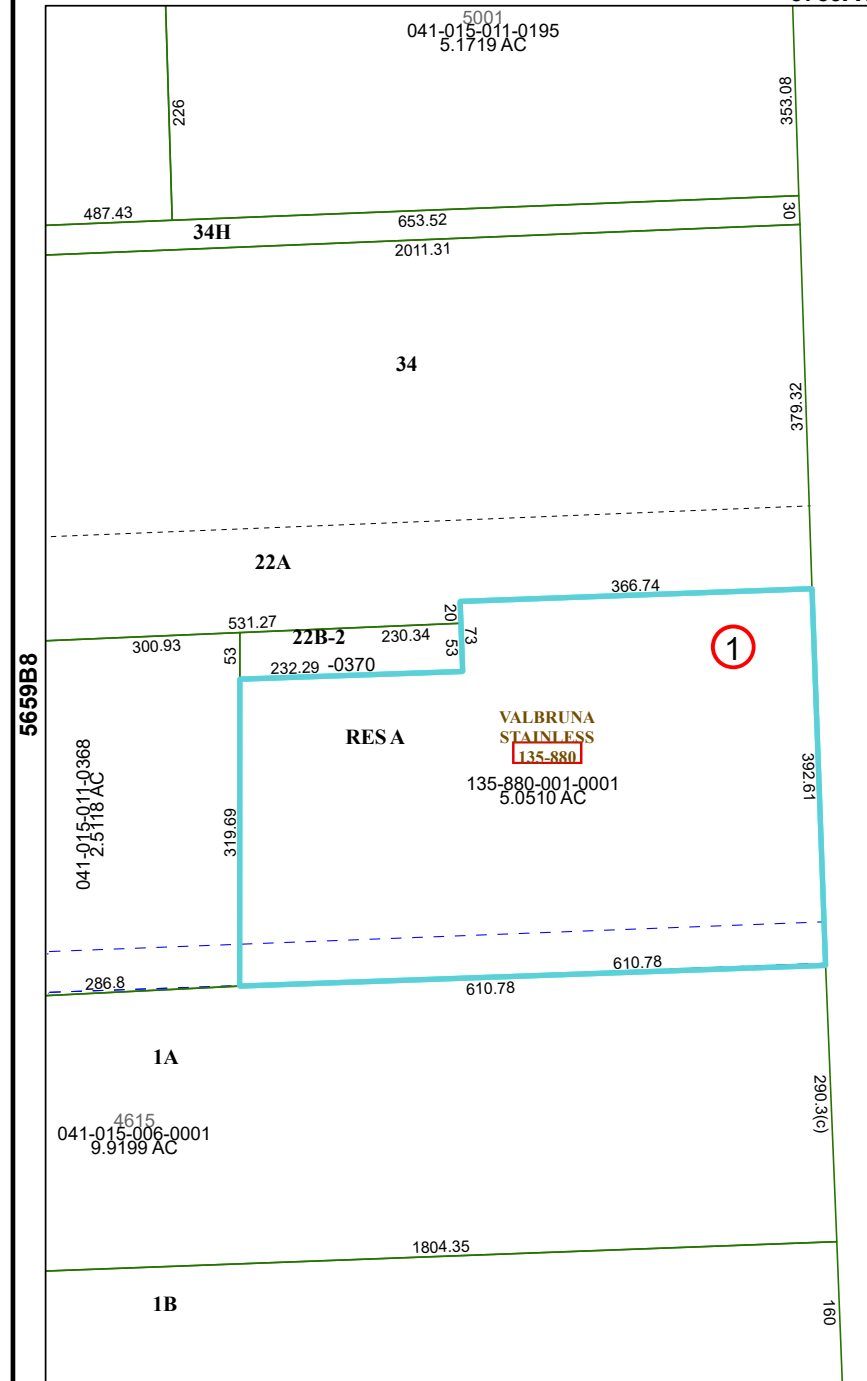 5001
041-015-011-0195
5.1719 AC
226
353.08
487.43
653.52
30
34H
2011.31
34
379.32
22A
366.74
20
531.27
22B-2
230.34
73
300.93
53
53
232.29
-0370
1
5659B8
RES A
VALBRUNA
STAINLESS
135-880
135-880-001-0001
5.0510 AC
392.61
041-015-011-0368
2.5118 AC
319.69
610.78
286.8
610.78
1A
290.3(c)
4615
041-015-006-0001
9.9199 AC
1804.35
1B
160